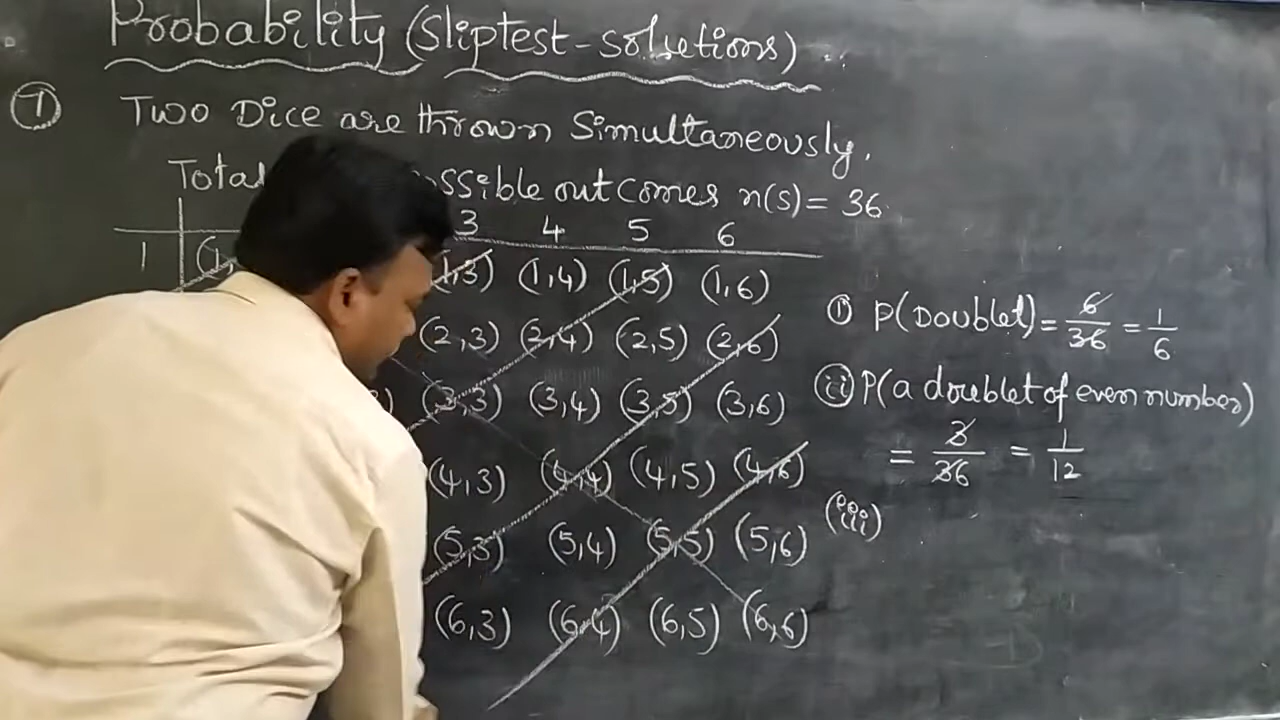 Probability (Sliptest-solutions)
① Two Dice are thrown Simultaneously.
Total ssible outcomes n(s)= 36
3 4 5 6
1 (1, 1,3) (1,4) (1,5) (1,6)
(2,3) (2,4) (2,5) (2,6)
(3,3) (3,4) (3,5) (3,6)
(4,3) (4,4) (4,5) (4,6)
(5,3) (5,4) (5,5) (5,6)
(6,3) (6,4) (6,5) (6,6)
(i) P(Doublet) = 6/36 = 1/6
(ii) P(a doublet of even number)
= 3/36 = 1/12
(iii)